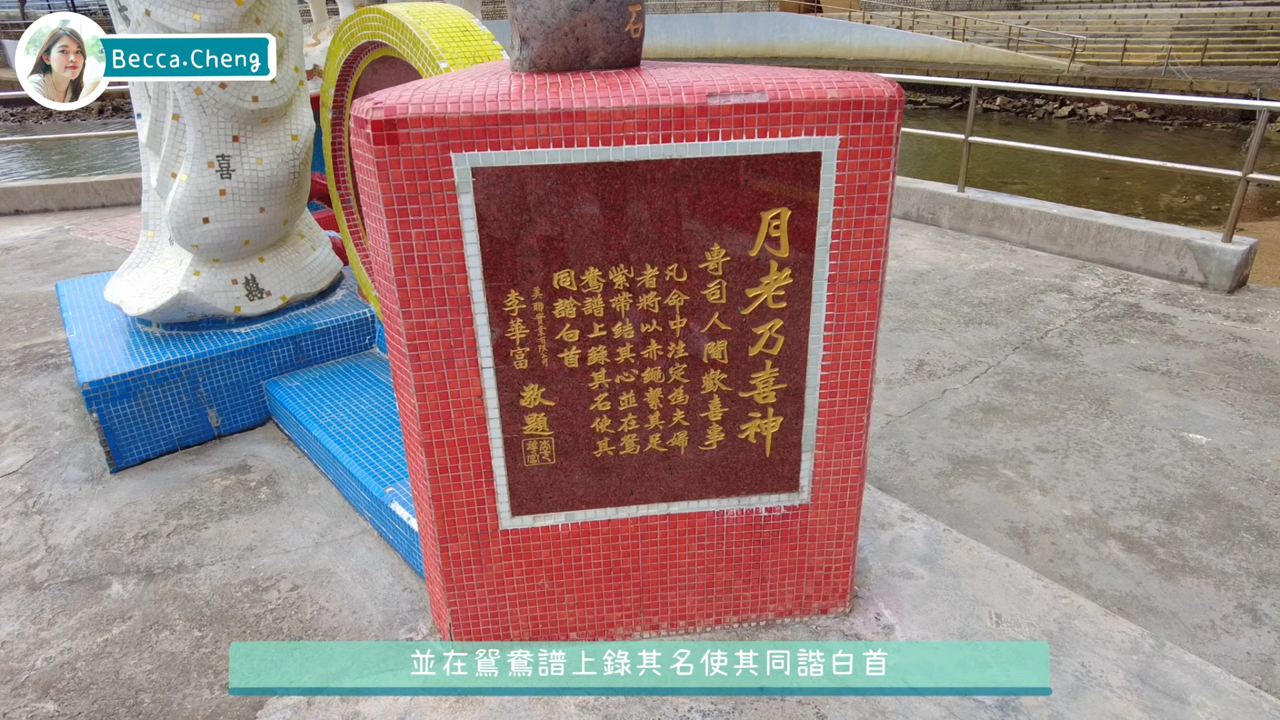 Becca.Cheng
石
喜
囍
月老乃喜神
專司人間歡喜事
凡命中注定為夫婦
者將以赤繩繫其足
紫帶結其心並在鴛
鴦譜上錄其名使其
同諧白首
李華富
敬題
並在鴛鴦譜上錄其名使其同諧白首